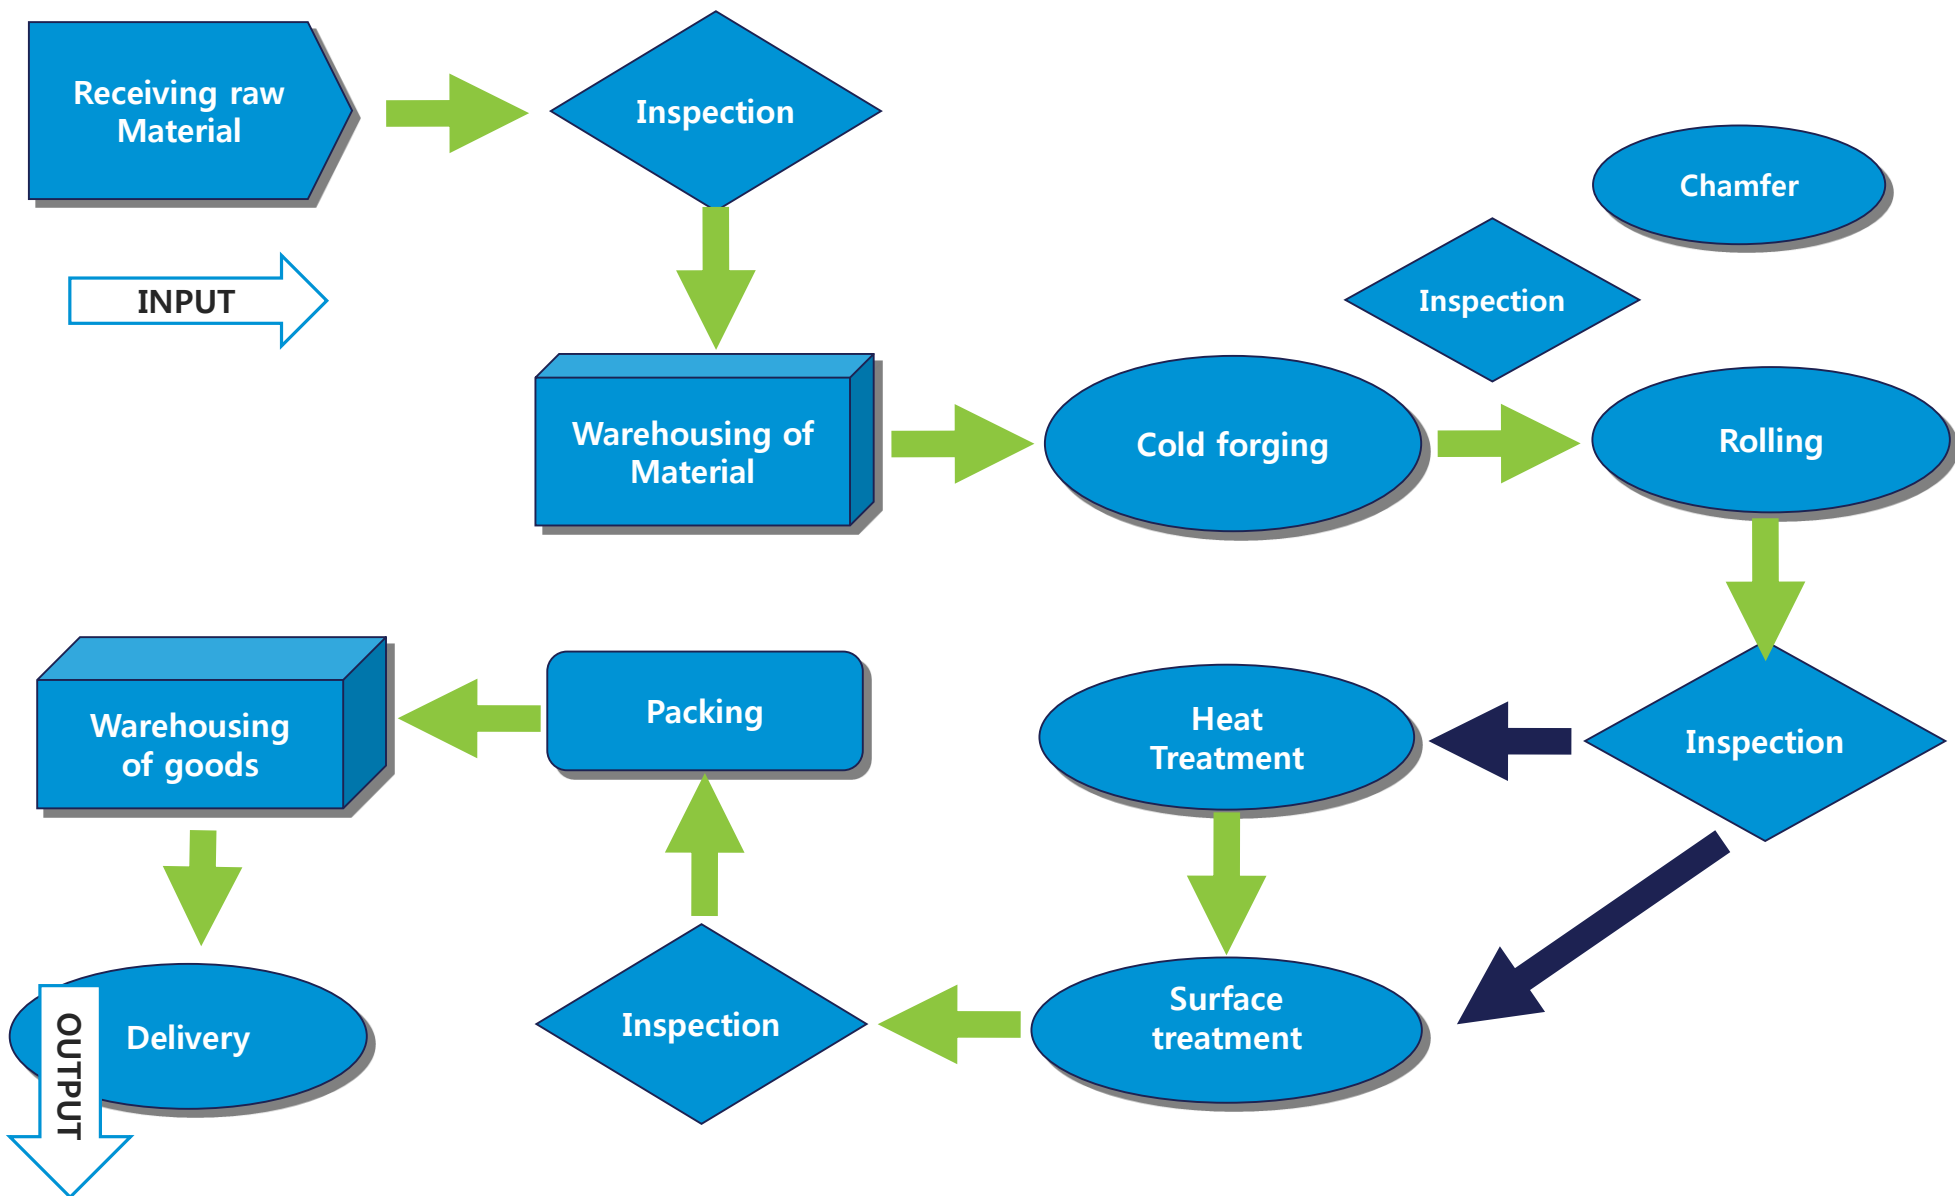 Receiving raw
Material
Inspection
Chamfer
INPUT
Inspection
Warehousing of
Material
Cold forging
Rolling
Warehousing
of goods
Packing
Heat
Treatment
Inspection
Delivery
OUTPUT
Inspection
Surface
treatment